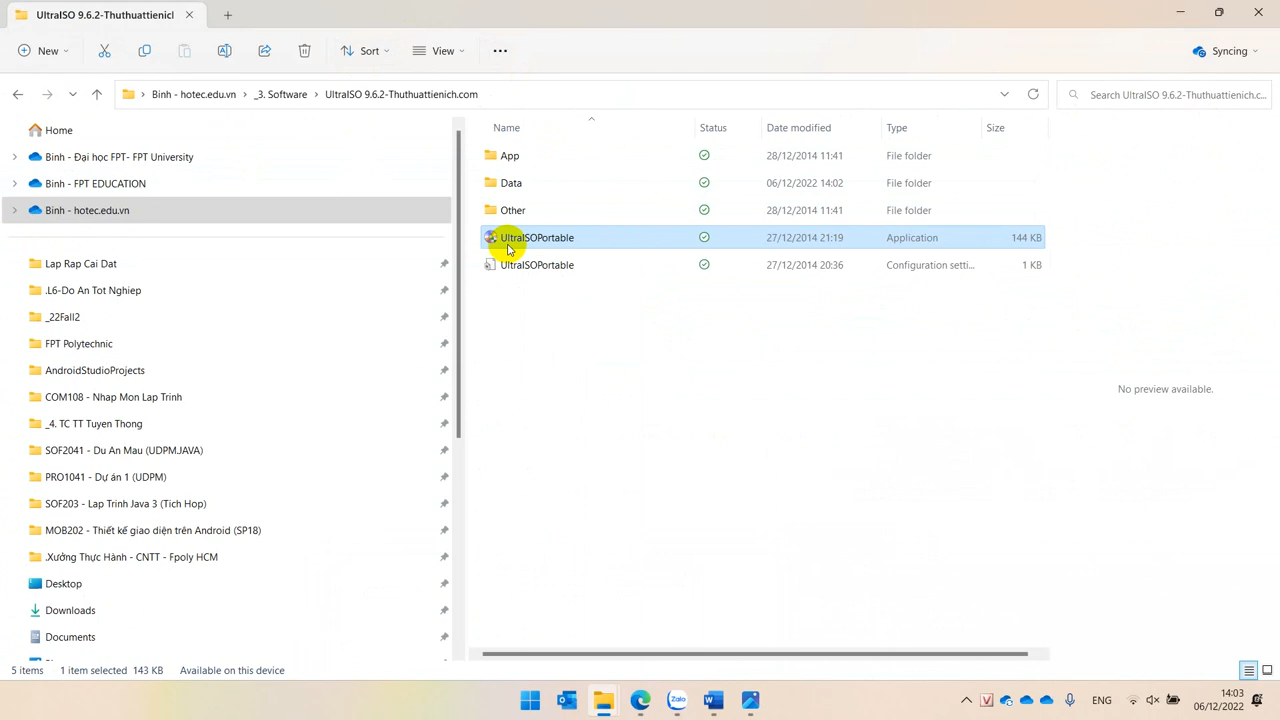 UltraISO 9.6.2-Thuthuattienicl
New
Sort
View
Syncing
Binh - hotec.edu.vn
_3. Software
UltraISO 9.6.2-Thuthuattienich.com
Search UltraISO 9.6.2-Thuthuattienich.c...
Home
Binh - Đại học FPT- FPT University
Binh - FPT EDUCATION
Binh - hotec.edu.vn
Lap Rap Cai Dat
.L6-Do An Tot Nghiep
_22Fall2
FPT Polytechnic
AndroidStudioProjects
COM108 - Nhap Mon Lap Trinh
_4. TC TT Tuyen Thong
SOF2041 - Du An Mau (UDPM.JAVA)
PRO1041 - Dự án 1 (UDPM)
SOF203 - Lap Trinh Java 3 (Tich Hop)
MOB202 - Thiết kế giao diện trên Android (SP18)
.Xưởng Thực Hành - CNTT - Fpoly HCM
Desktop
Downloads
Documents
Name Status Date modified Type Size
App 28/12/2014 11:41 File folder
Data 06/12/2022 14:02 File folder
Other 28/12/2014 11:41 File folder
UltraISOPortable 27/12/2014 21:19 Application 144 KB
UltraISOPortable 27/12/2014 20:36 Configuration setti... 1 KB
No preview available.
5 items 1 item selected 143 KB Available on this device
ENG
14:03
06/12/2022